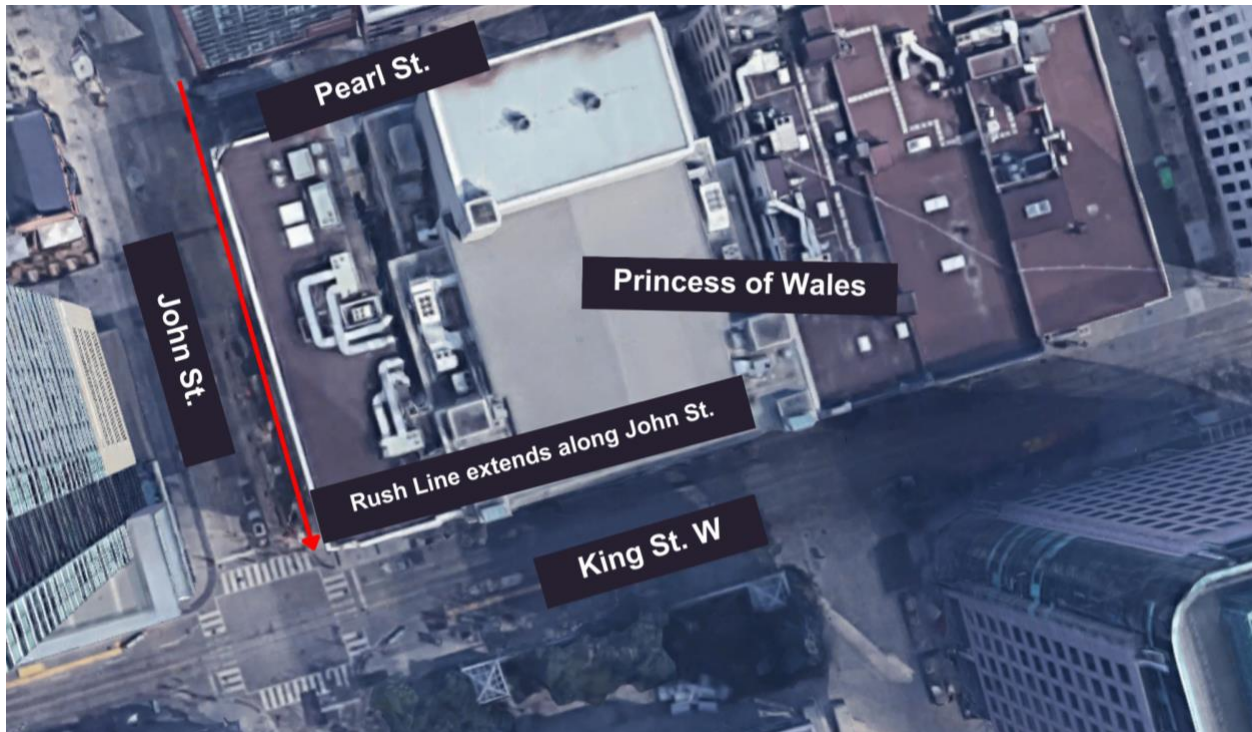 Pearl St.
John St.
Princess of Wales
Rush Line extends along John St.
King St. W